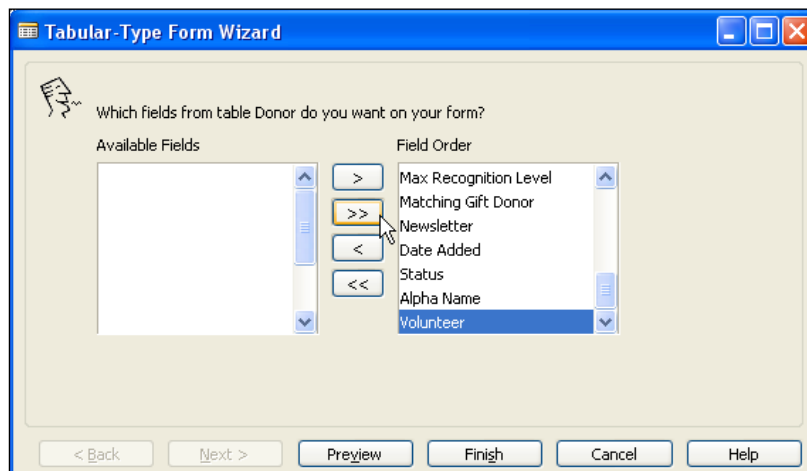 Tabular-Type Form Wizard
Which fields from table Donor do you want on your form?
Available Fields
Field Order
>
>>
<
<<
Max Recognition Level
Matching Gift Donor
Newsletter
Date Added
Status
Alpha Name
Volunteer
< Back
Next >
Preview
Finish
Cancel
Help